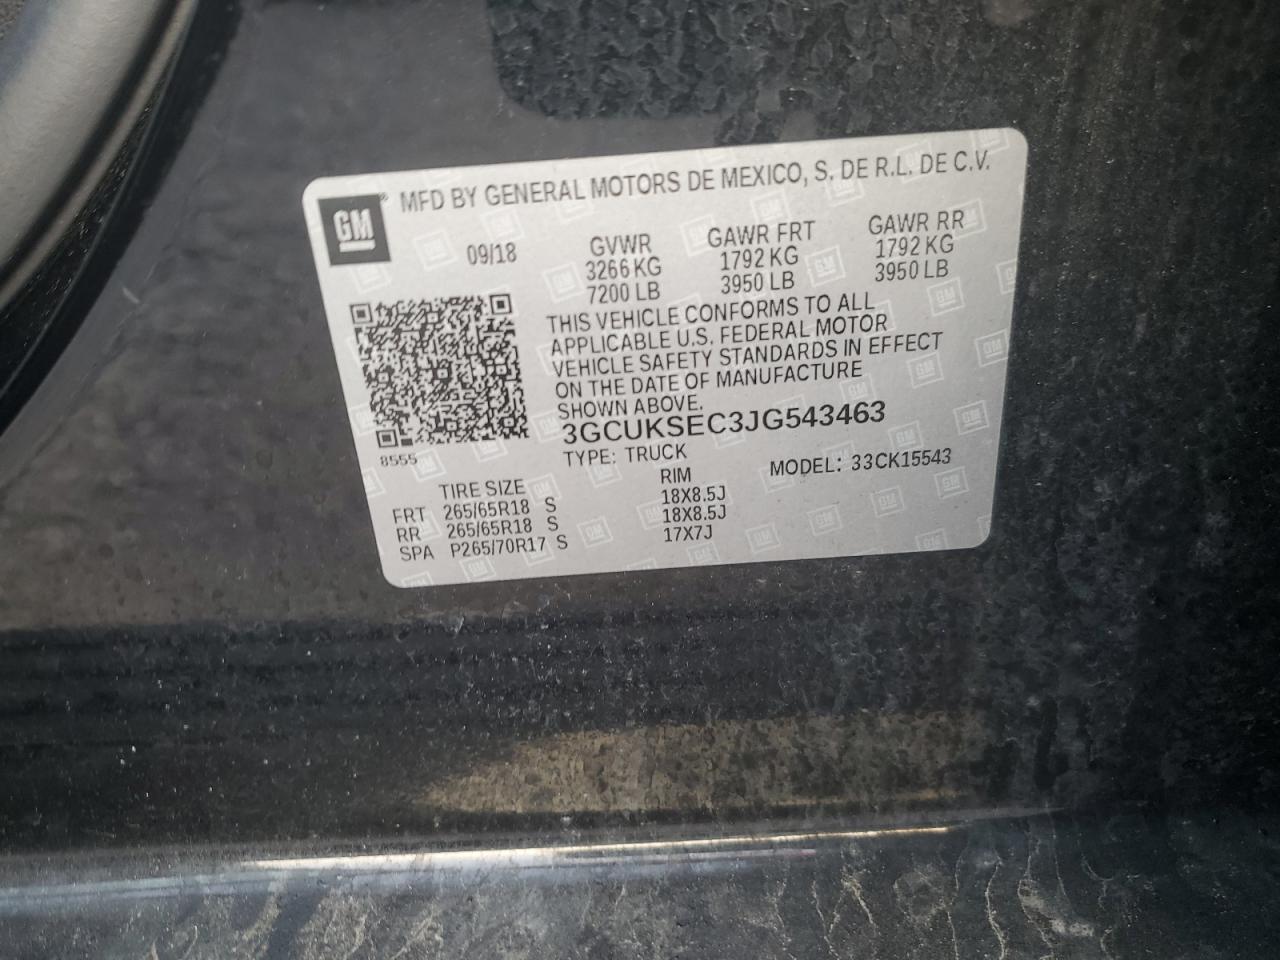 GM® MFD BY GENERAL MOTORS DE MEXICO, S. DE R.L. DE C.V.
09/18 GVWR GAWR FRT GAWR RR
3266 KG 1792 KG 1792 KG
7200 LB 3950 LB 3950 LB
THIS VEHICLE CONFORMS TO ALL
APPLICABLE U.S. FEDERAL MOTOR
VEHICLE SAFETY STANDARDS IN EFFECT
ON THE DATE OF MANUFACTURE
SHOWN ABOVE.
3GCUKSEC3JG543463
8555 TYPE: TRUCK MODEL: 33CK15543
TIRE SIZE RIM
FRT 265/65R18 S 18X8.5J
RR 265/65R18 S 18X8.5J
SPA P265/70R17 S 17X7J